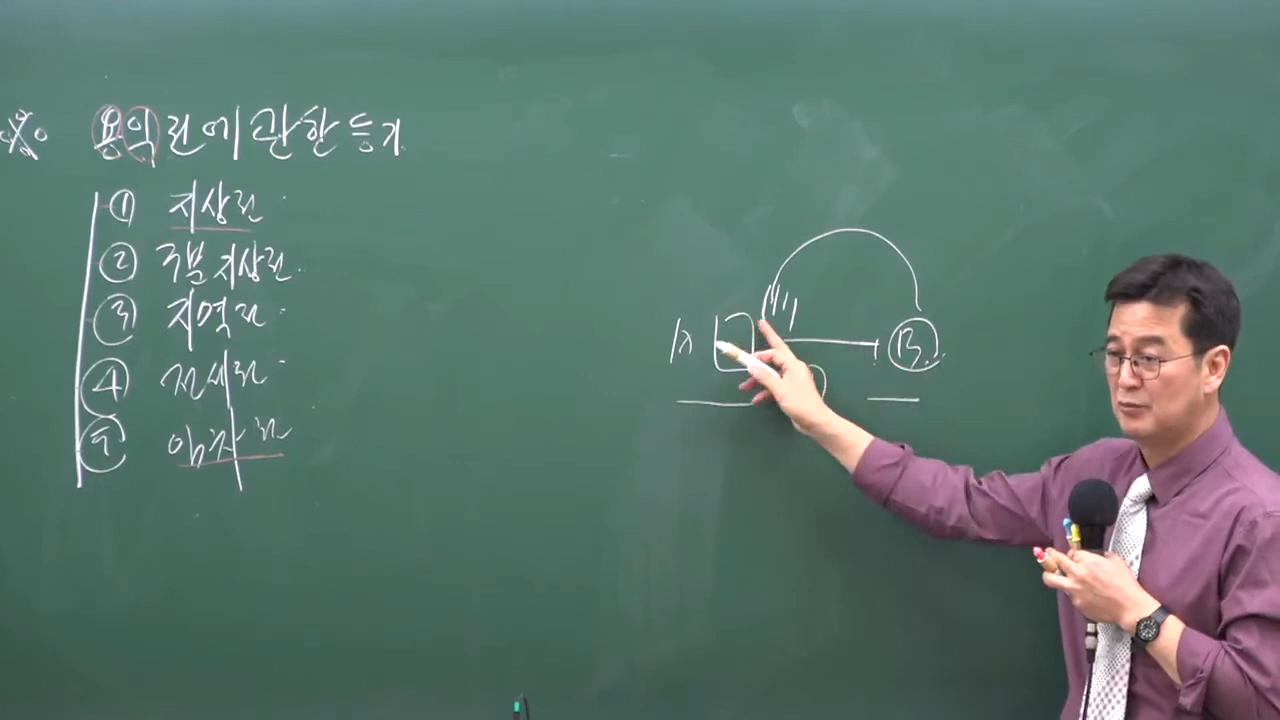 ※ 용익권에 관한 등기
① 지상권
② 구분지상권
③ 지역권
④ 전세권
⑤ 임차권
B